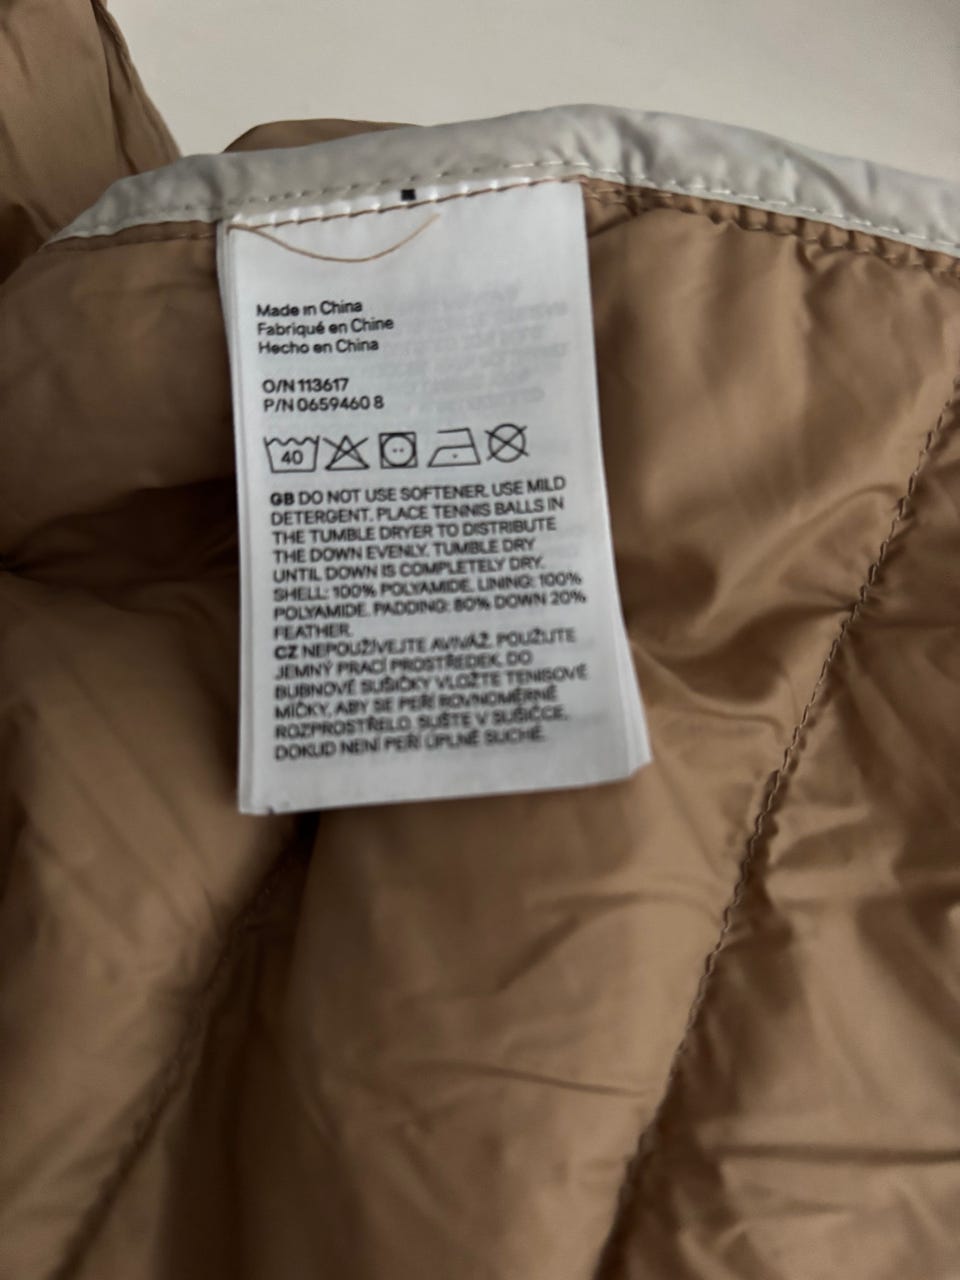 Made in China
Fabriqué en Chine
Hecho en China
O/N 113617
P/N 0659460 8
40
GB DO NOT USE SOFTENER. USE MILD
DETERGENT. PLACE TENNIS BALLS IN
THE TUMBLE DRYER TO DISTRIBUTE
THE DOWN EVENLY. TUMBLE DRY
UNTIL DOWN IS COMPLETELY DRY.
SHELL: 100% POLYAMIDE. LINING: 100%
POLYAMIDE. PADDING: 80% DOWN 20%
FEATHER.
CZ NEPOUŽÍVEJTE AVIVÁŽ. POUŽIJTE
JEMNÝ PRACÍ PROSTŘEDEK. DO
BUBNOVÉ SUŠIČKY VLOŽTE TENISOVÉ
MÍČKY, ABY SE PEŘÍ ROVNOMĚRNĚ
ROZPROSTŘELO. SUŠTE V SUŠIČCE,
DOKUD NENÍ PEŘÍ ÚPLNĚ SUCHÉ.